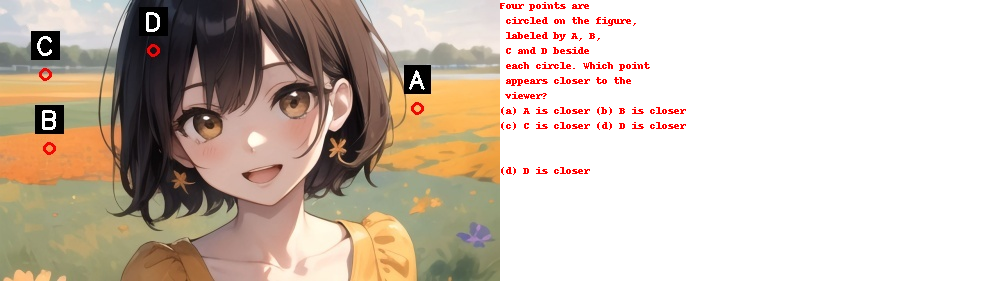 D
C
A
B
Four points are
circled on the figure,
labeled by A, B,
C and D beside
each circle. Which point
appears closer to the
viewer?
(a) A is closer (b) B is closer
(c) C is closer (d) D is closer
(d) D is closer